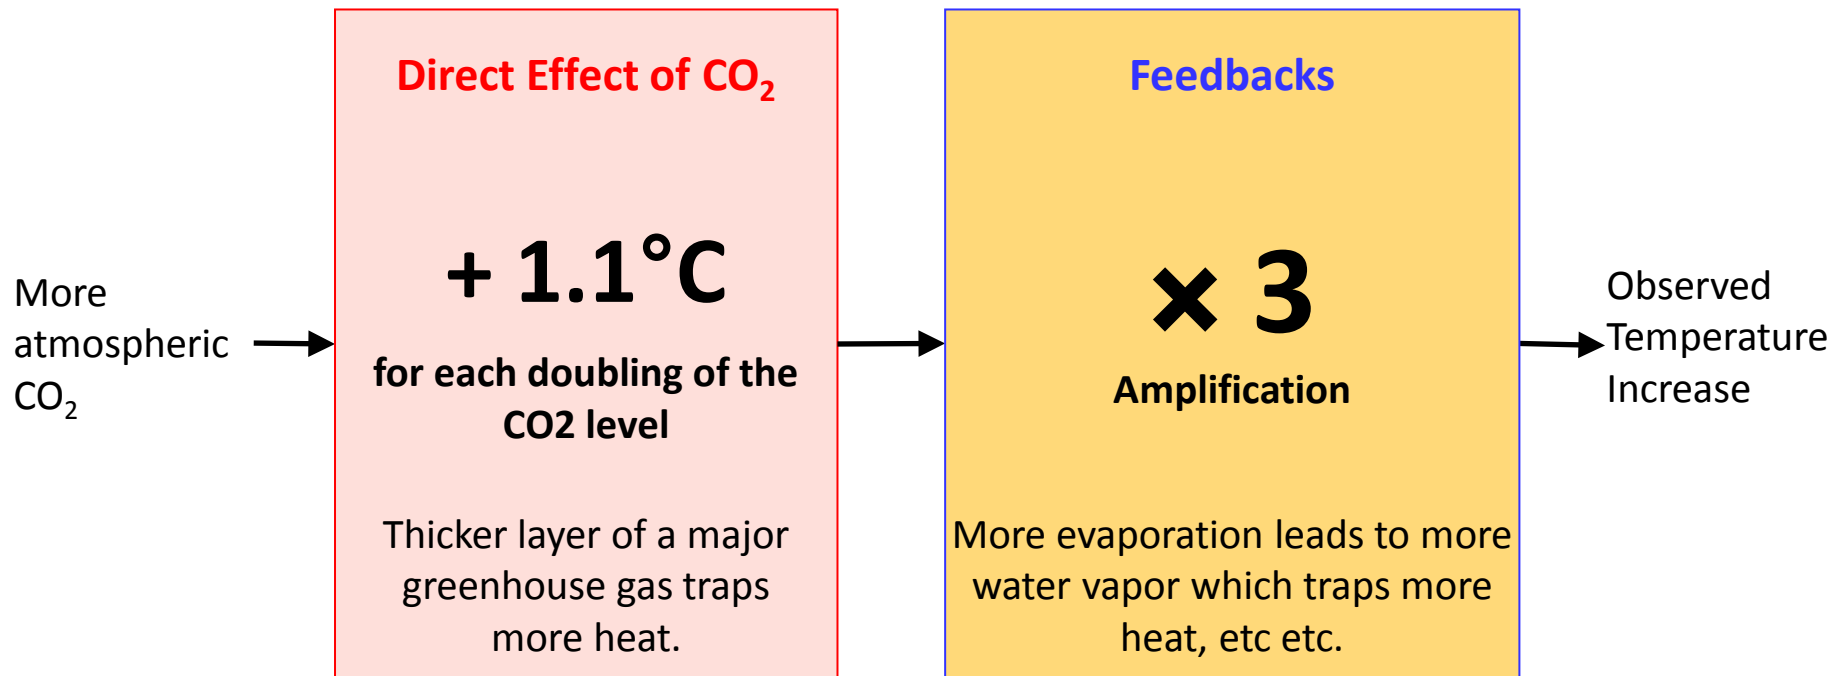 More
atmospheric
CO₂
Direct Effect of CO₂
+ 1.1°C
for each doubling of the
CO2 level
Thicker layer of a major
greenhouse gas traps
more heat.
Feedbacks
× 3
Amplification
More evaporation leads to more
water vapor which traps more
heat, etc etc.
Observed
Temperature
Increase